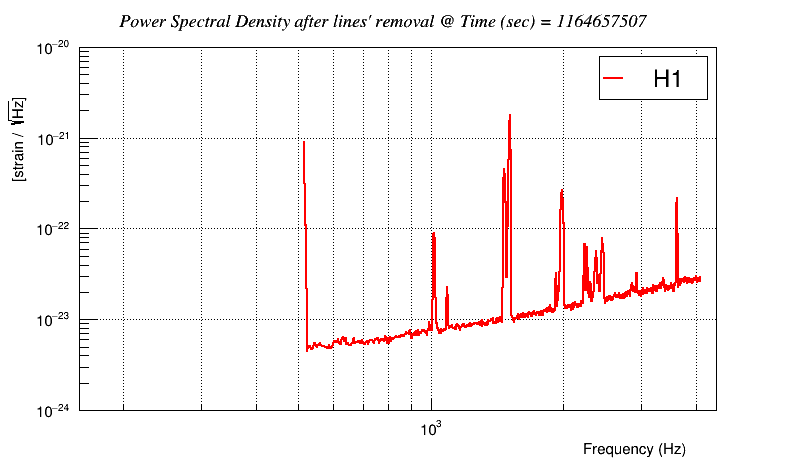 Power Spectral Density after lines' removal @ Time (sec) = 1164657507
H1
[strain / √Hz]
10⁻²⁰
10⁻²¹
10⁻²²
10⁻²³
10⁻²⁴
10³
Frequency (Hz)